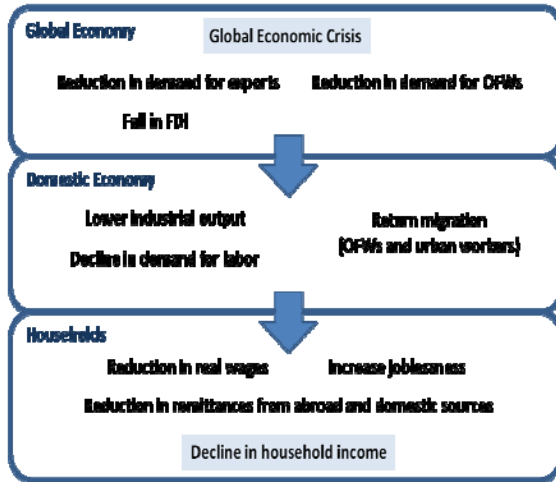 Global Economy
Global Economic Crisis
Reduction in demand for exports
Reduction in demand for OFWs
Fall in FDI
Domestic Economy
Lower industrial output
Return migration
(OFWs and urban workers)
Decline in demand for labor
Households
Reduction in real wages
Increase joblessness
Reduction in remittances from abroad and domestic sources
Decline in household income